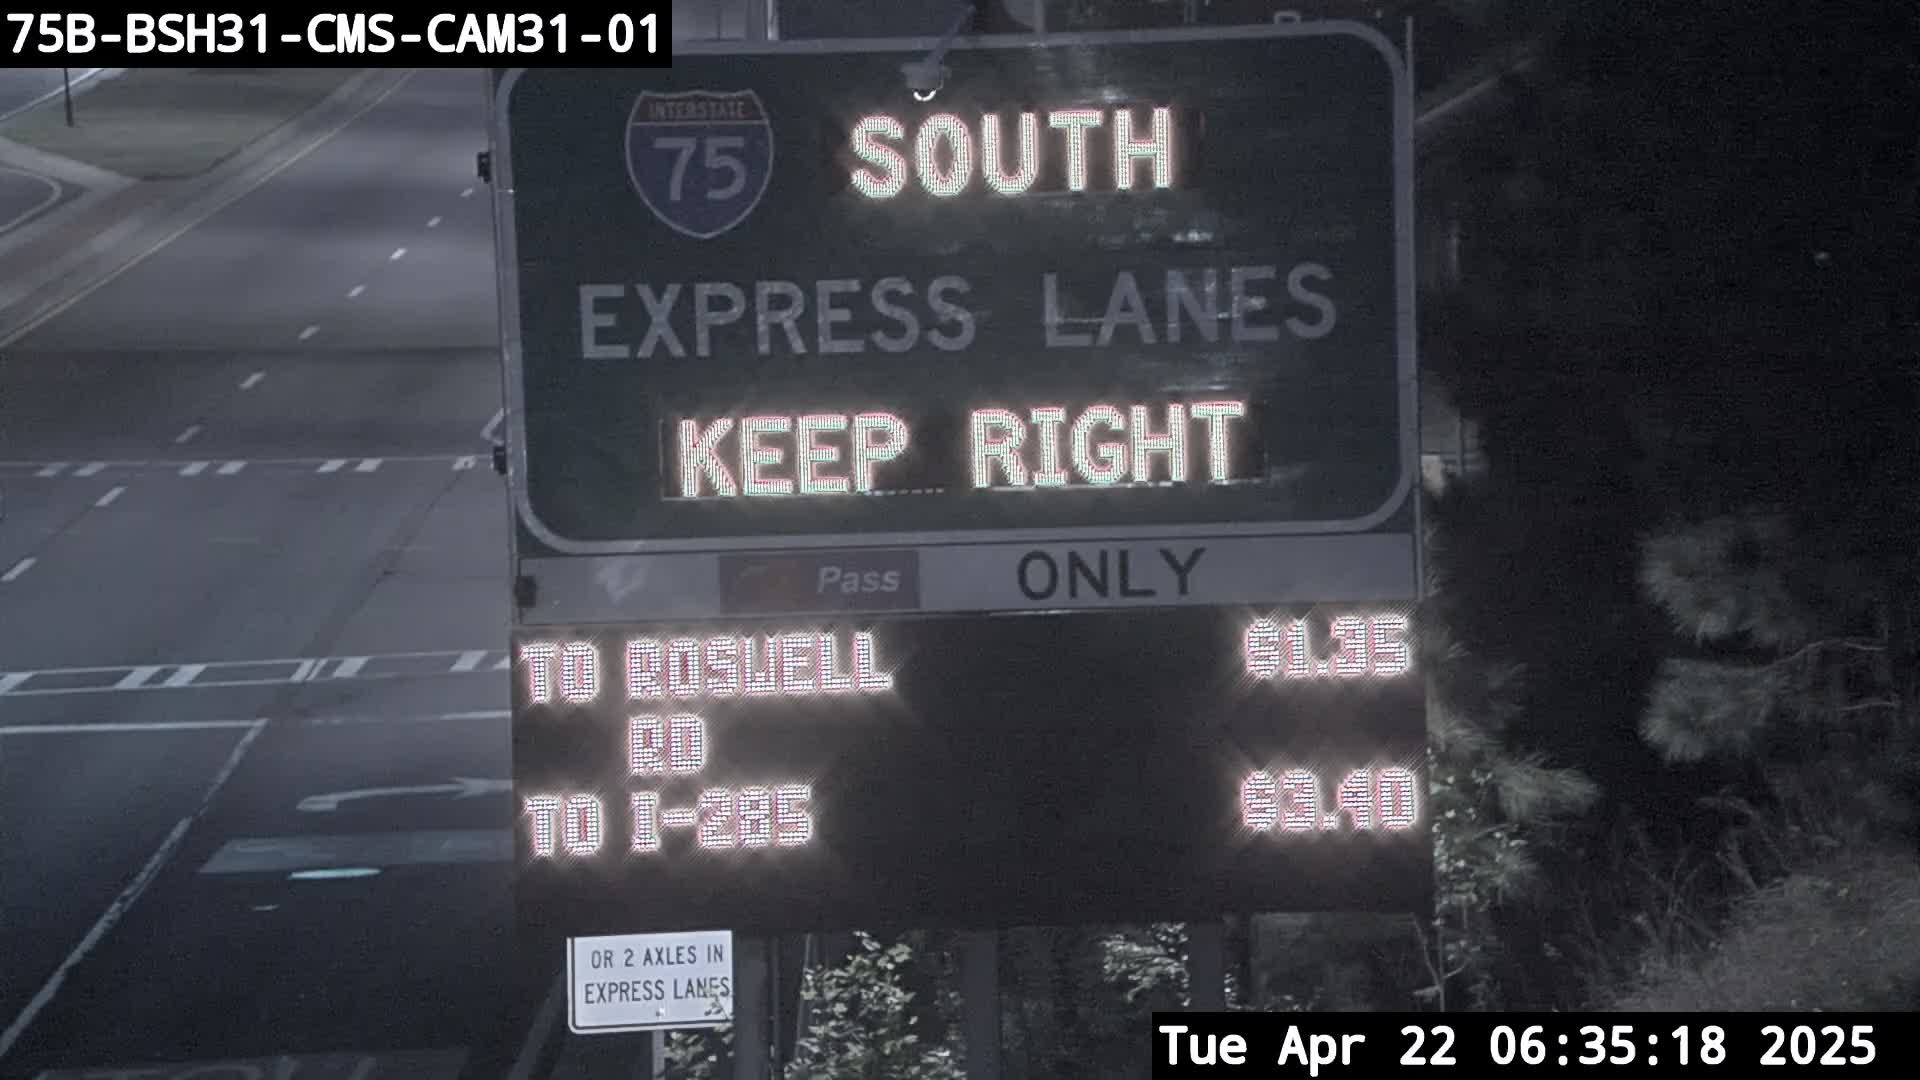 75B-BSH31-CMS-CAM31-01
INTERSTATE
75
SOUTH
EXPRESS LANES
KEEP RIGHT
Pass
ONLY
TO ROSWELL $1.35
RD
TO I-285 $3.40
OR 2 AXLES IN
EXPRESS LANES
Tue Apr 22 06:35:18 2025